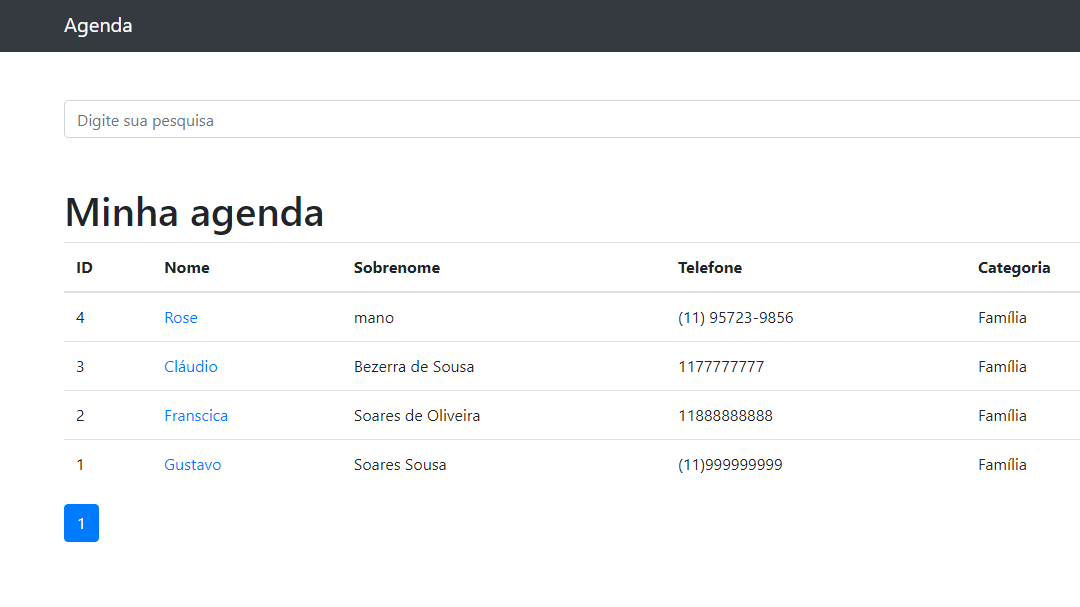 Agenda
Digite sua pesquisa
Minha agenda
ID Nome Sobrenome Telefone Categoria
4 Rose mano (11) 95723-9856 Família
3 Cláudio Bezerra de Sousa 1177777777 Família
2 Franscica Soares de Oliveira 11888888888 Família
1 Gustavo Soares Sousa (11)999999999 Família
1